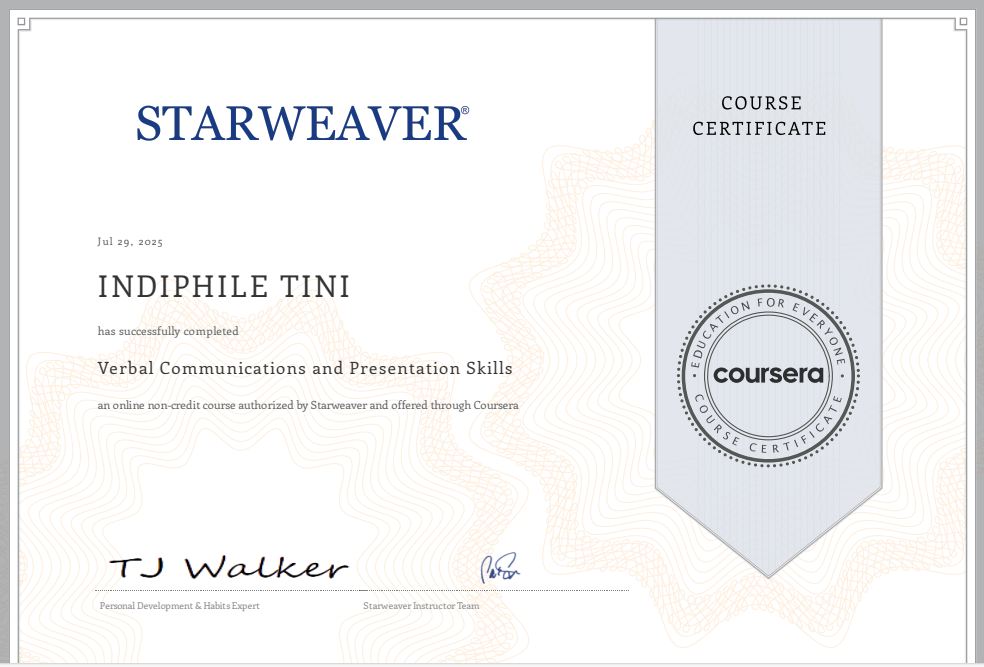 STARWEAVER®
COURSE
CERTIFICATE
Jul 29, 2025
INDIPHILE TINI
has successfully completed
Verbal Communications and Presentation Skills
an online non-credit course authorized by Starweaver and offered through Coursera
EDUCATION FOR EVERYONE
coursera
COURSE CERTIFICATE
TJ Walker
Personal Development & Habits Expert
Starweaver Instructor Team